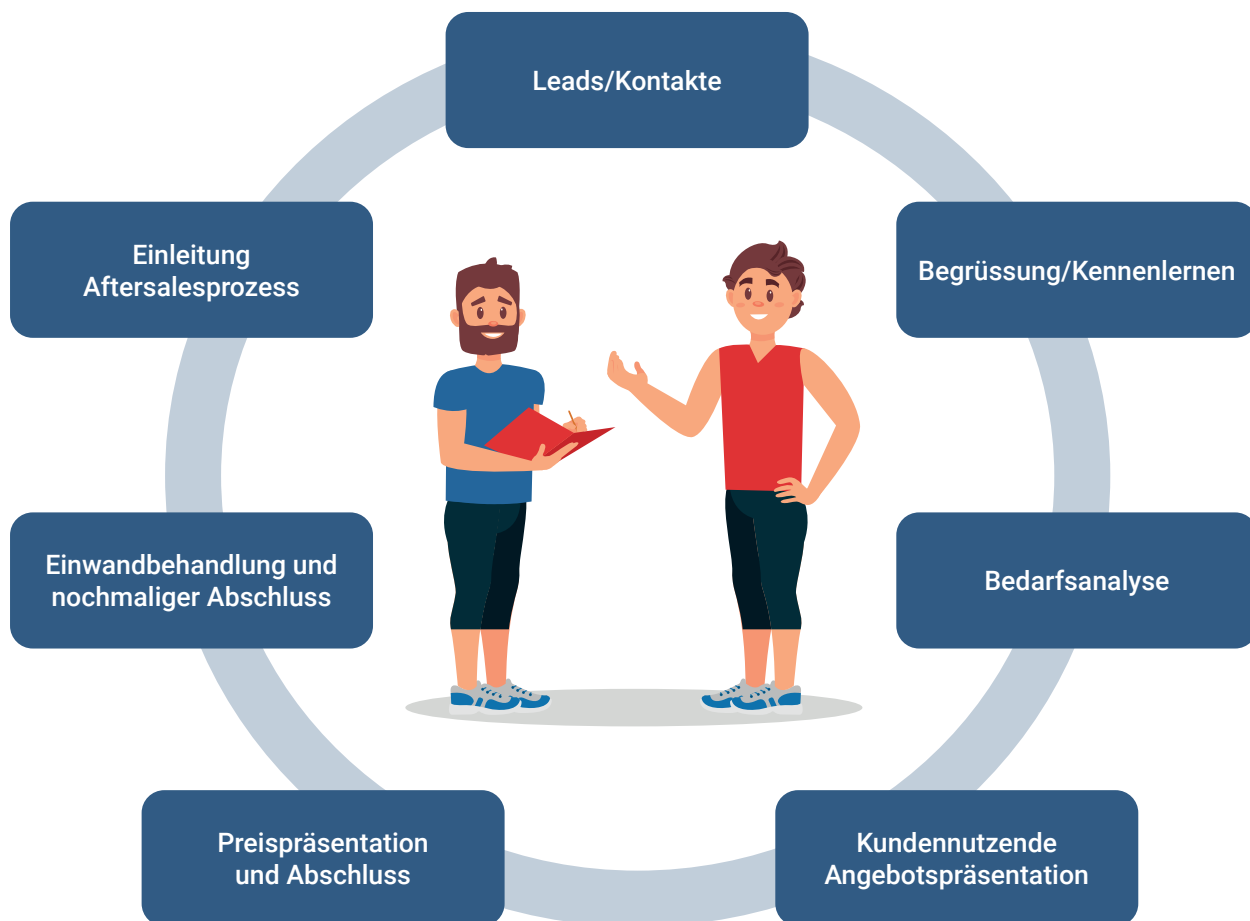 Leads/Kontakte
Begrüssung/Kennenlernen
Bedarfsanalyse
Kundennutzende
Angebotspräsentation
Preispräsentation
und Abschluss
Einwandbehandlung und
nochmaliger Abschluss
Einleitung
Aftersalesprozess